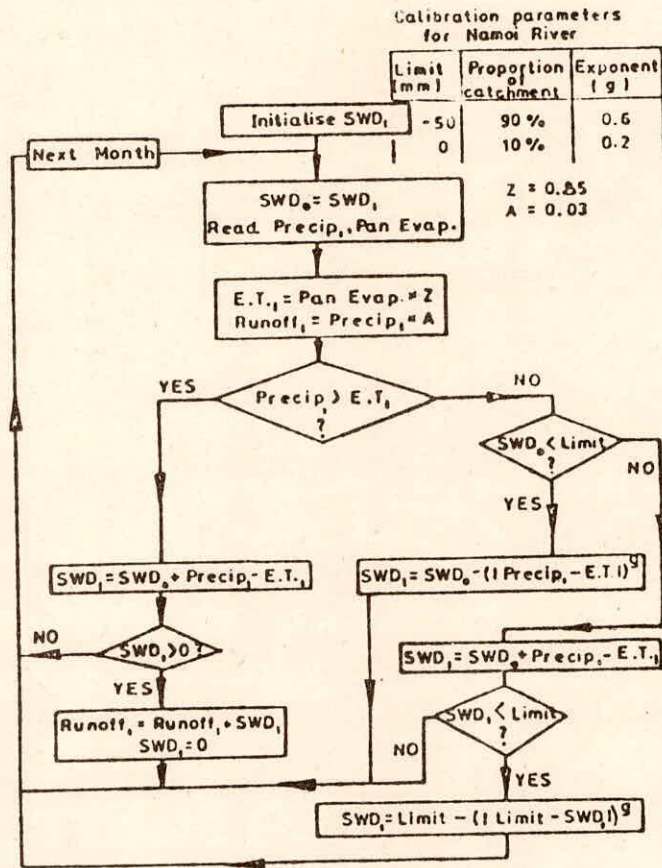 Calibration parameters
for Namoi River
Limit (mm) Proportion of catchment Exponent (g)
-50 90% 0.6
0 10% 0.2
Z = 0.85
A = 0.03
Initialise SWD₁
Next Month
SWD₀ = SWD₁
Read Precip₁, Pan Evap.
E.T.₁ = Pan Evap. * Z
Runoff₁ = Precip₁ * A
YES
Precip₁ > E.T₁
?
NO
SWD₀ < Limit
?
NO
YES
SWD₁ = SWD₀ + Precip₁ - E.T.₁
SWD₁ = SWD₀ - (| Precip₁ - E.T |)ᵍ
NO
SWD₁ > 0 ?
SWD₁ = SWD₀ + Precip₁ - E.T.₁
YES
Runoff₁ = Runoff₁ + SWD₁
SWD₁ = 0
NO
SWD₁ < Limit
?
YES
SWD₁ = Limit - (| Limit - SWD₁ |)ᵍ